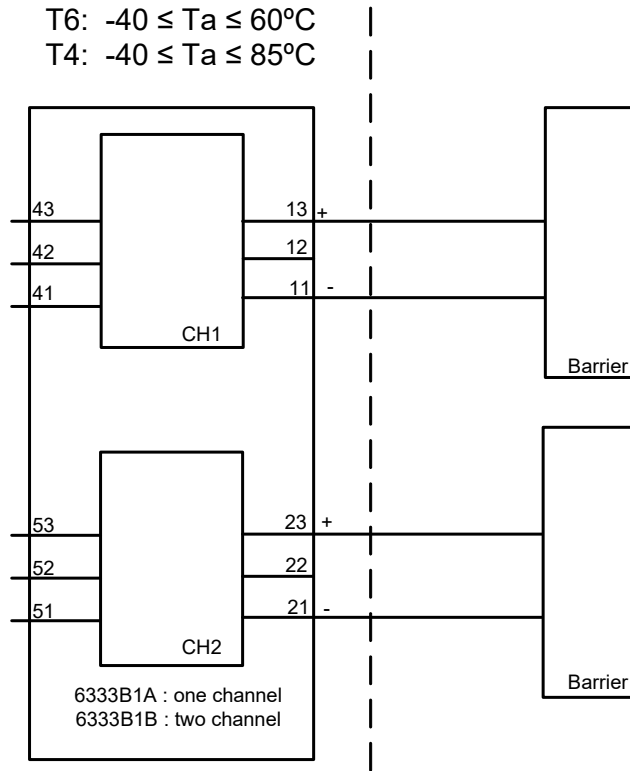 T6: -40 ≤ Ta ≤ 60ºC
T4: -40 ≤ Ta ≤ 85ºC
43
13 +
42
12
41
11 -
CH1
Barrier
53
23 +
52
22
51
21 -
CH2
Barrier
6333B1A : one channel
6333B1B : two channel